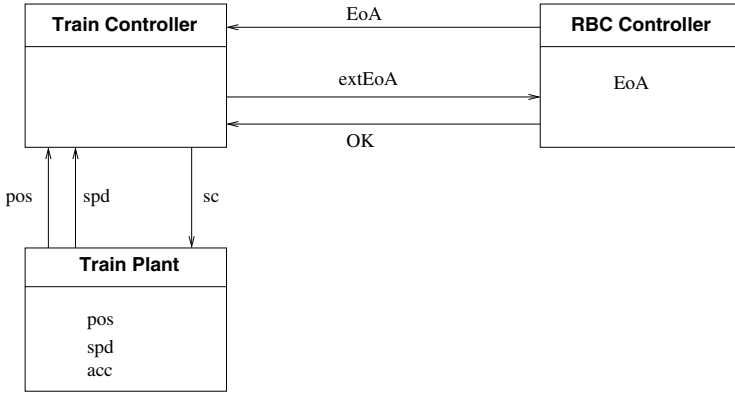 Train Controller
EoA
RBC Controller
extEoA
EoA
OK
pos
spd
sc
Train Plant
pos
spd
acc